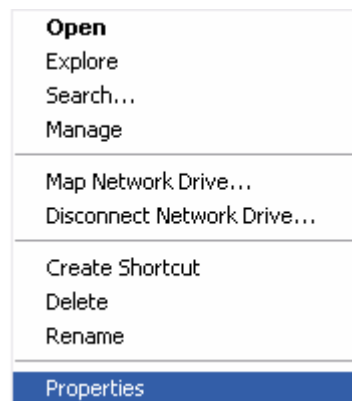 Open
Explore
Search...
Manage
Map Network Drive...
Disconnect Network Drive...
Create Shortcut
Delete
Rename
Properties